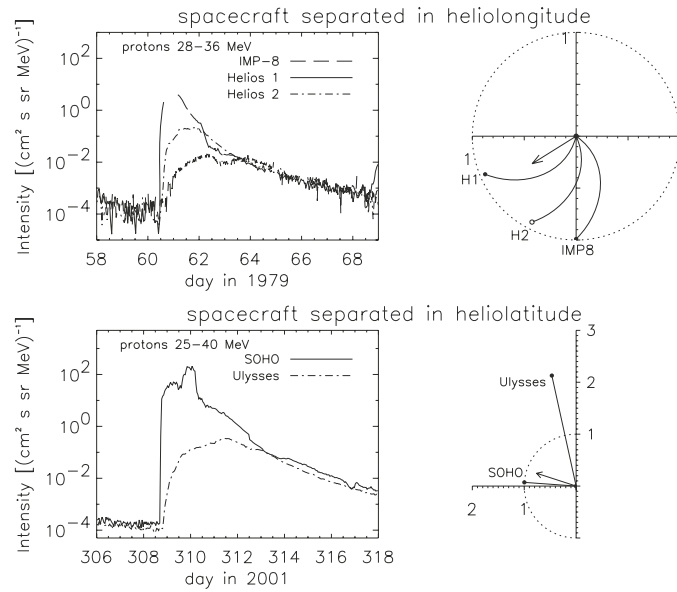 spacecraft separated in heliolongitude
Intensity [(cm² s sr MeV)⁻¹]
10²
10⁰
10⁻²
10⁻⁴
protons 28–36 MeV
IMP-8
Helios 1
Helios 2
58 60 62 64 66 68
day in 1979
1
1
H1
H2
IMP8
spacecraft separated in heliolatitude
Intensity [(cm² s sr MeV)⁻¹]
10²
10⁰
10⁻²
10⁻⁴
protons 25–40 MeV
SOHO
Ulysses
306 308 310 312 314 316 318
day in 2001
3
Ulysses
2
1
SOHO
0
2 1